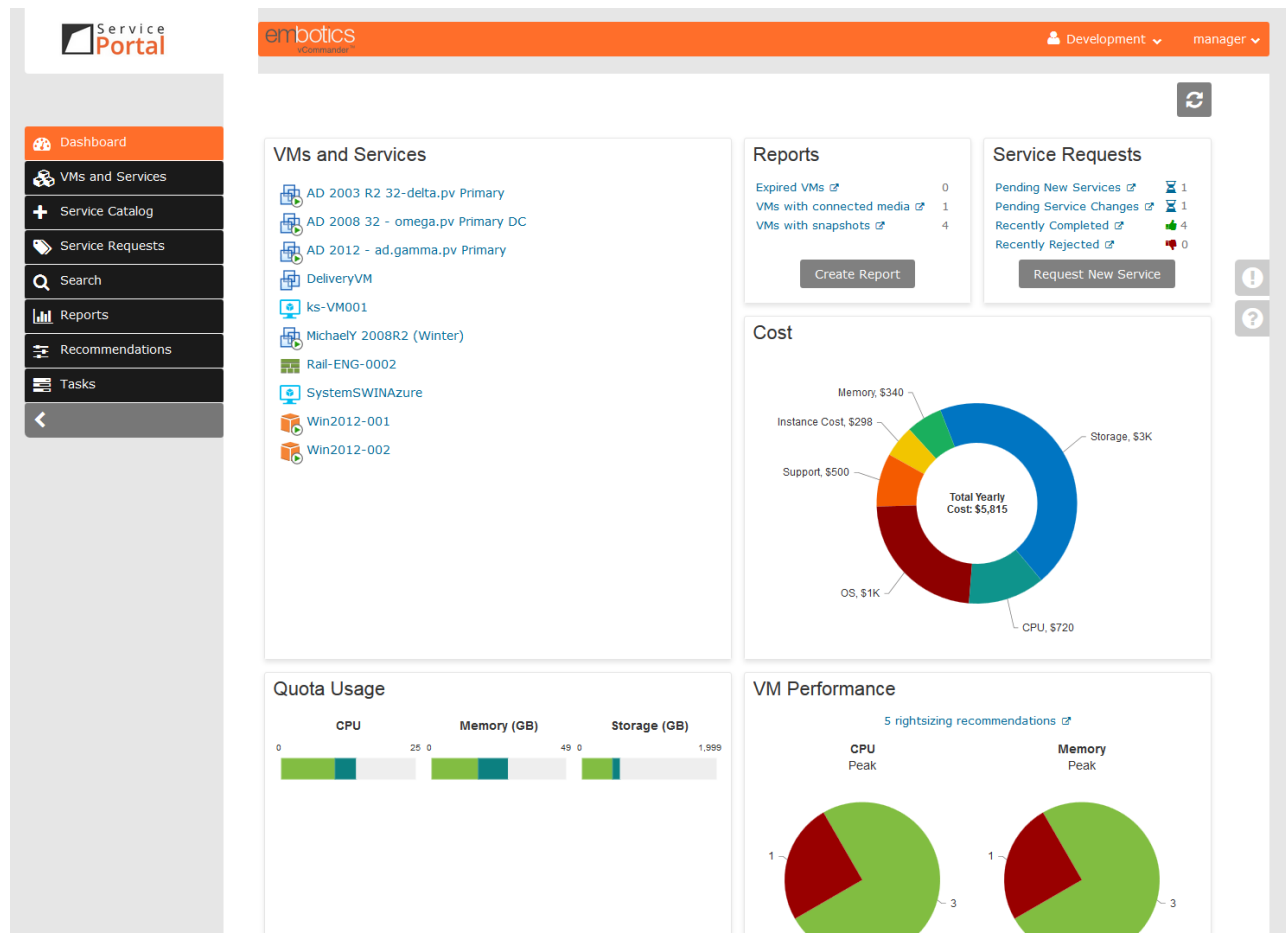 Service
Portal
embotics
vCommander™
Development
manager
Dashboard
VMs and Services
Service Catalog
Service Requests
Search
Reports
Recommendations
Tasks
VMs and Services
AD 2003 R2 32-delta.pv Primary
AD 2008 32 - omega.pv Primary DC
AD 2012 - ad.gamma.pv Primary
DeliveryVM
ks-VM001
MichaelY 2008R2 (Winter)
Rail-ENG-0002
SystemSWINAzure
Win2012-001
Win2012-002
Reports
Expired VMs 0
VMs with connected media 1
VMs with snapshots 4
Create Report
Service Requests
Pending New Services 1
Pending Service Changes 1
Recently Completed 4
Recently Rejected 0
Request New Service
Cost
Memory, $340
Instance Cost, $298
Support, $500
OS, $1K
Storage, $3K
CPU, $720
Total Yearly
Cost: $5,815
Quota Usage
CPU Memory (GB) Storage (GB)
0 25 0 49 0 1,999
VM Performance
5 rightsizing recommendations
CPU
Peak
Memory
Peak
1 3
1 3